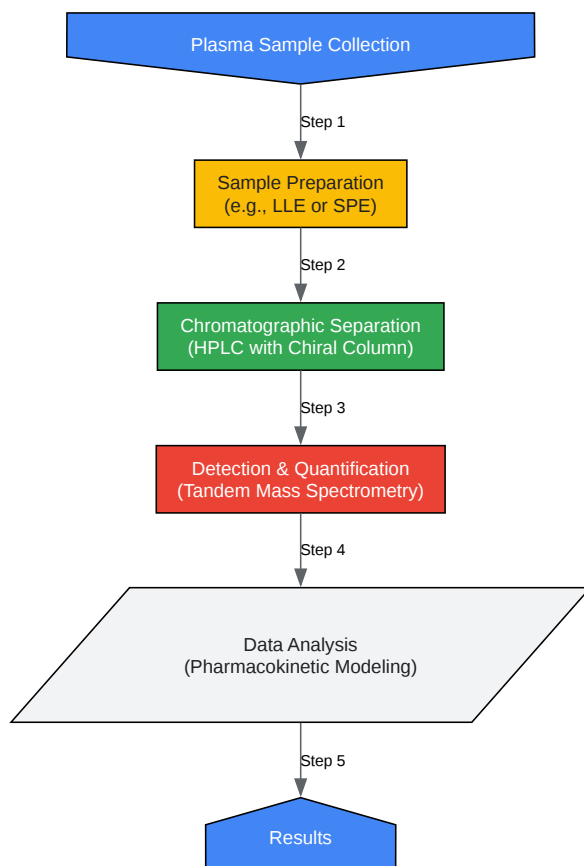 Plasma Sample Collection
Step 1
Sample Preparation
(e.g., LLE or SPE)
Step 2
Chromatographic Separation
(HPLC with Chiral Column)
Step 3
Detection & Quantification
(Tandem Mass Spectrometry)
Step 4
Data Analysis
(Pharmacokinetic Modeling)
Step 5
Results